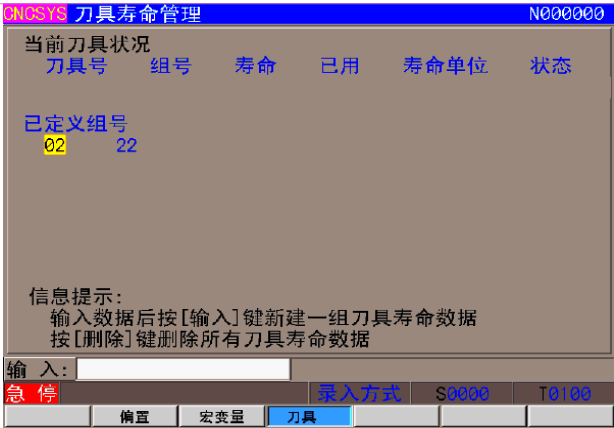 CNCSYS 刀具寿命管理 N000000
当前刀具状况
刀具号 组号 寿命 已用 寿命单位 状态
已定义组号
02 22
信息提示:
输入数据后按[输入]键新建一组刀具寿命数据
按[删除]键删除所有刀具寿命数据
输 入:
急 停 录入方式 S0000 T0100
偏置 宏变量 刀具